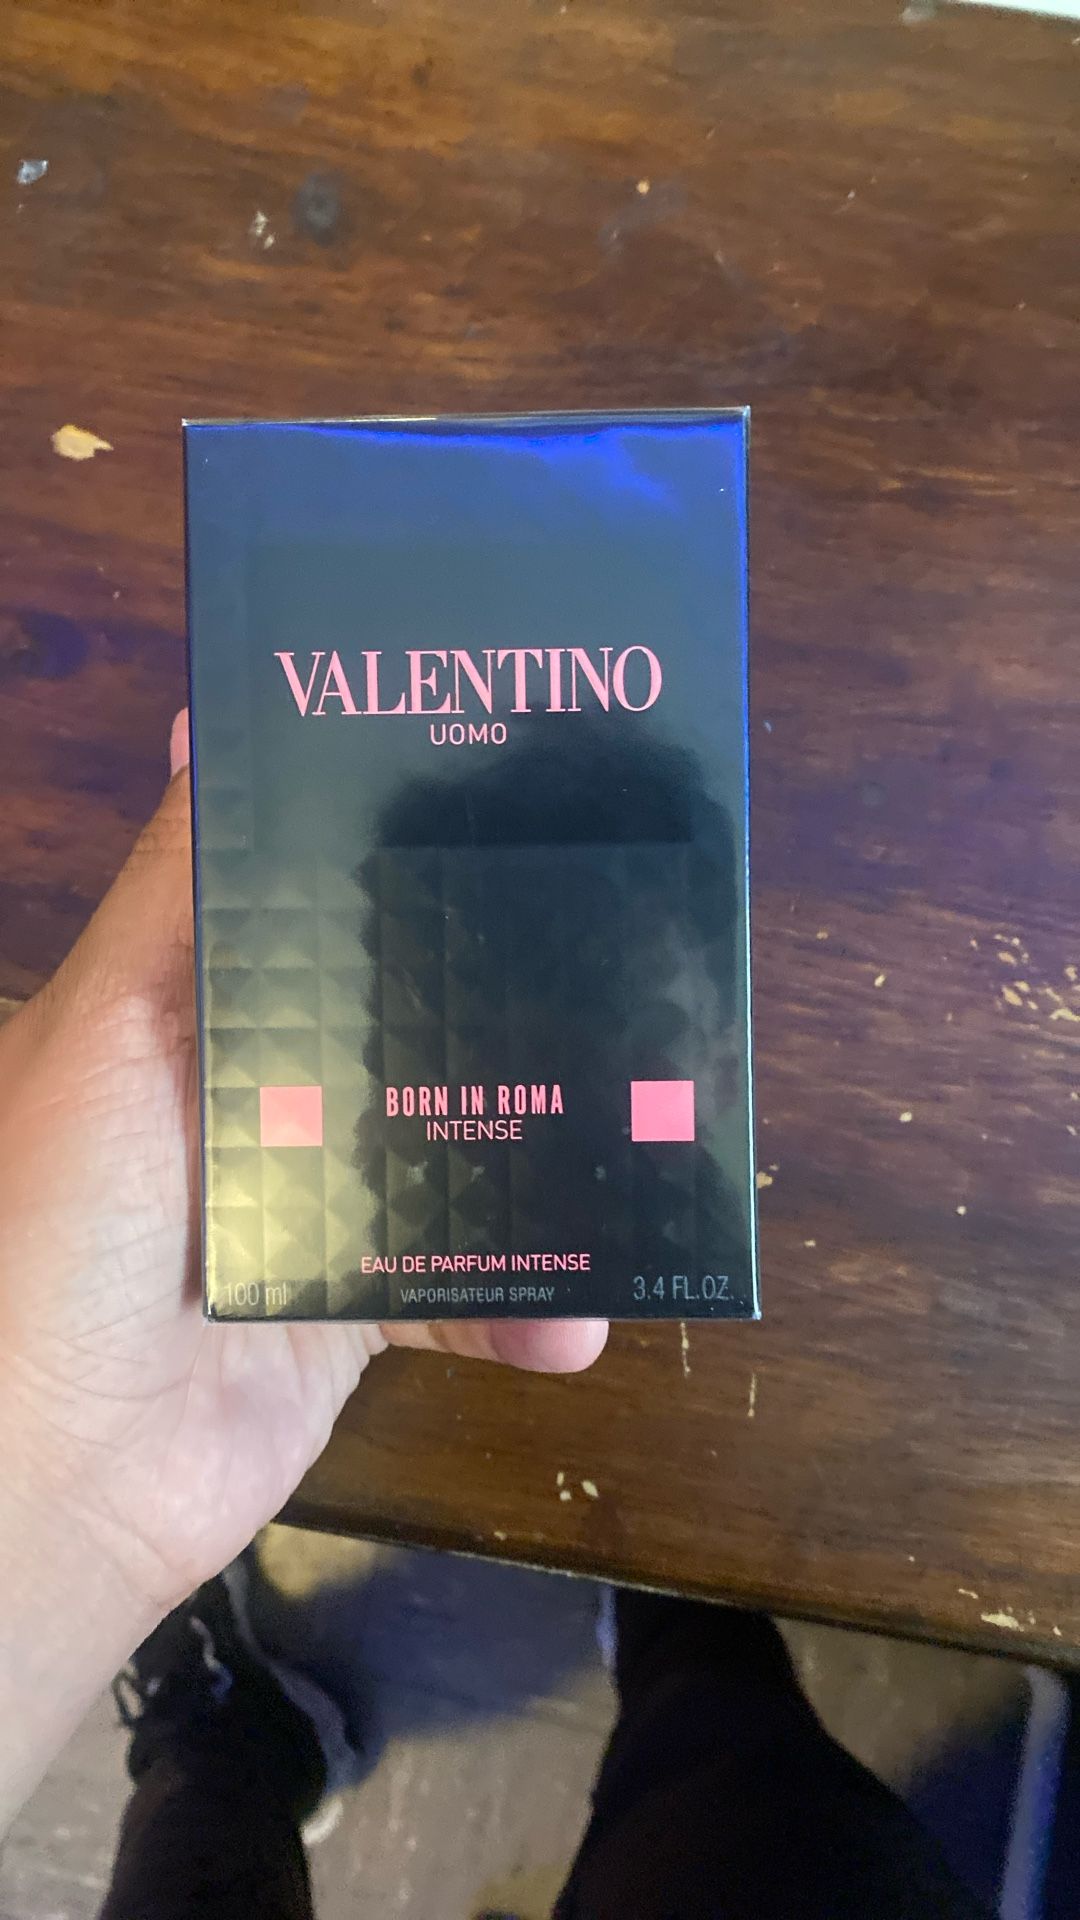 VALENTINO
UOMO
BORN IN ROMA
INTENSE
EAU DE PARFUM INTENSE
100 ml VAPORISATEUR SPRAY 3.4 FL.OZ.